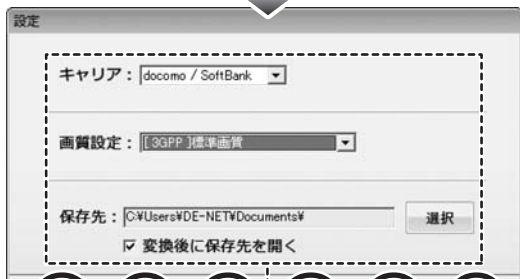 設定
キャリア： docomo / SoftBank
画質設定： [ 3GPP ]標準画質
保存先： C:¥Users¥DE-NET¥Documents¥ 選択
変換後に保存先を開く